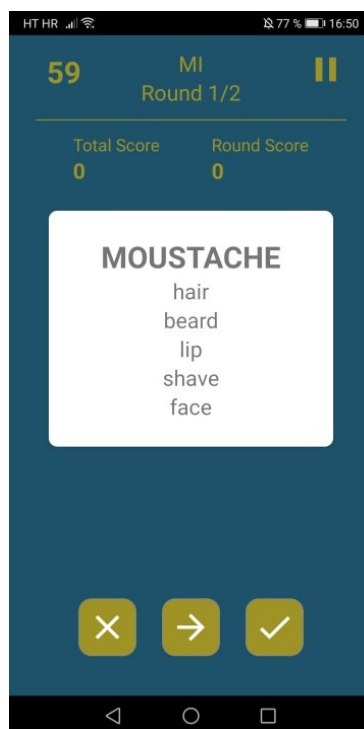 HT HR 77 % 16:50
59 MI
Round 1/2
Total Score Round Score
0 0
MOUSTACHE
hair
beard
lip
shave
face